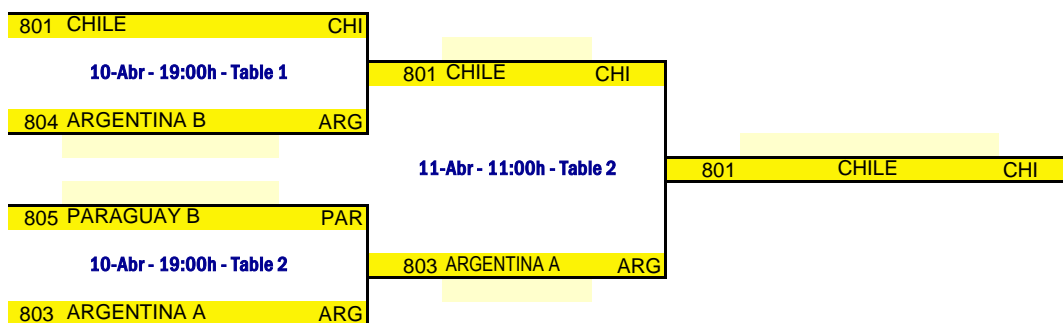 801 CHILE CHI
10-Abr - 19:00h - Table 1
804 ARGENTINA B ARG
805 PARAGUAY B PAR
10-Abr - 19:00h - Table 2
803 ARGENTINA A ARG
801 CHILE CHI
11-Abr - 11:00h - Table 2
803 ARGENTINA A ARG
801 CHILE CHI